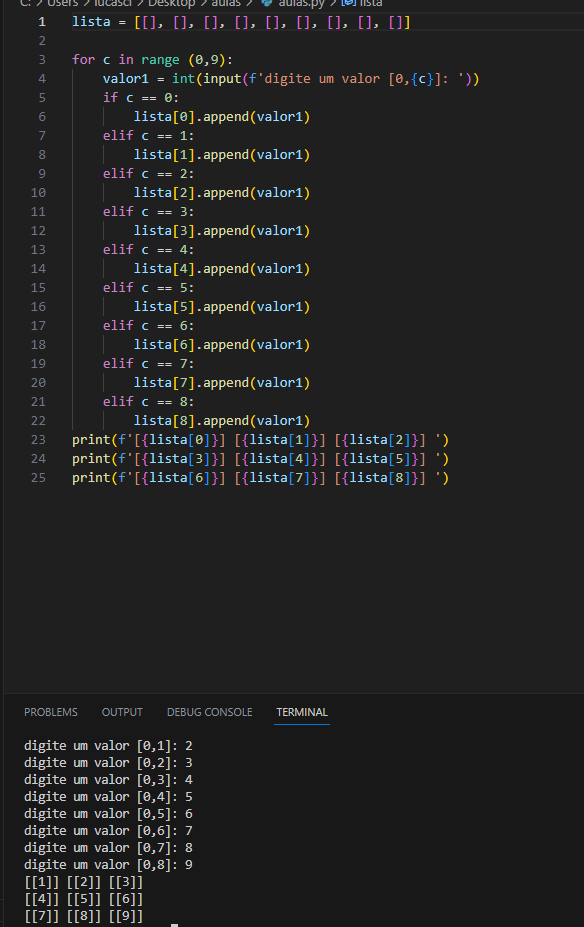 C: > Users > lucasci > Desktop > aulas > aulas.py > lista
1 lista = [[], [], [], [], [], [], [], [], []]
2
3 for c in range (0,9):
4     valor1 = int(input(f'digite um valor [0,{c}]: '))
5     if c == 0:
6         lista[0].append(valor1)
7     elif c == 1:
8         lista[1].append(valor1)
9     elif c == 2:
10         lista[2].append(valor1)
11     elif c == 3:
12         lista[3].append(valor1)
13     elif c == 4:
14         lista[4].append(valor1)
15     elif c == 5:
16         lista[5].append(valor1)
17     elif c == 6:
18         lista[6].append(valor1)
19     elif c == 7:
20         lista[7].append(valor1)
21     elif c == 8:
22         lista[8].append(valor1)
23 print(f'[{lista[0]}] [{lista[1]}] [{lista[2]}] ')
24 print(f'[{lista[3]}] [{lista[4]}] [{lista[5]}] ')
25 print(f'[{lista[6]}] [{lista[7]}] [{lista[8]}] ')
PROBLEMS OUTPUT DEBUG CONSOLE TERMINAL
digite um valor [0,1]: 2
digite um valor [0,2]: 3
digite um valor [0,3]: 4
digite um valor [0,4]: 5
digite um valor [0,5]: 6
digite um valor [0,6]: 7
digite um valor [0,7]: 8
digite um valor [0,8]: 9
[[1]] [[2]] [[3]]
[[4]] [[5]] [[6]]
[[7]] [[8]] [[9]]